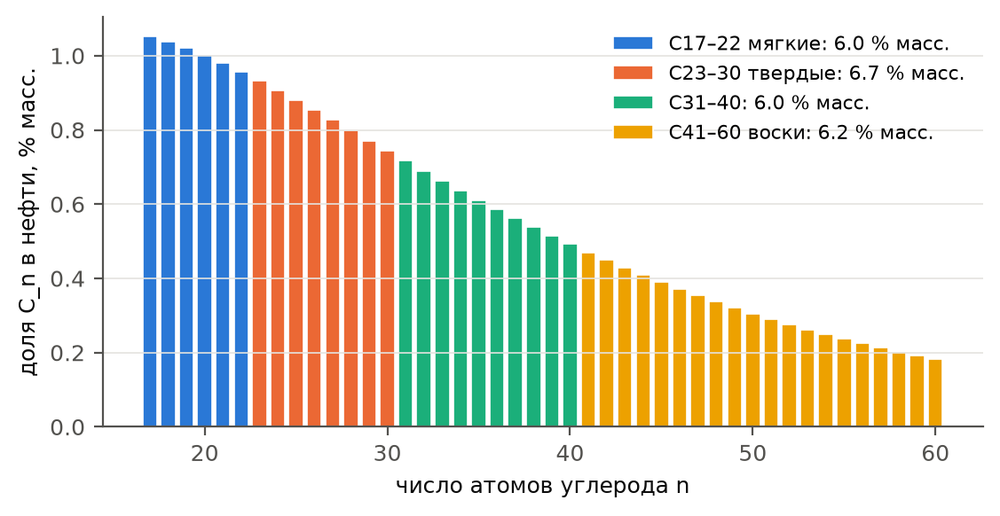 доля C_n в нефти, % масс.
1.0
0.8
0.6
0.4
0.2
0.0
C17–22 мягкие: 6.0 % масс.
C23–30 твердые: 6.7 % масс.
C31–40: 6.0 % масс.
C41–60 воски: 6.2 % масс.
20 30 40 50 60
число атомов углерода n